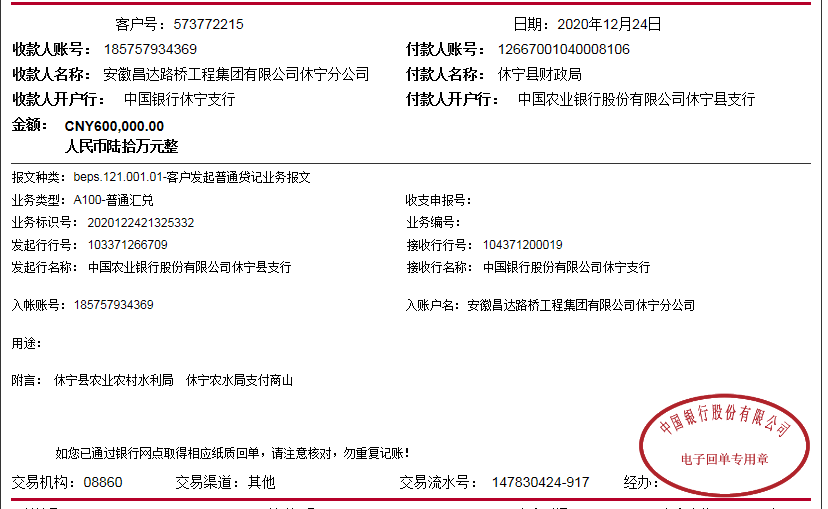 客户号：573772215 日期：2020年12月24日
收款人账号：185757934369 付款人账号：12667001040008106
收款人名称：安徽昌达路桥工程集团有限公司休宁分公司 付款人名称：休宁县财政局
收款人开户行：中国银行休宁支行 付款人开户行：中国农业银行股份有限公司休宁县支行
金额：CNY600,000.00
人民币陆拾万元整
报文种类：beps.121.001.01-客户发起普通贷记业务报文
业务类型：A100-普通汇兑 收支申报号：
业务标识号：2020122421325332 业务编号：
发起行行号：103371266709 接收行行号：104371200019
发起行名称：中国农业银行股份有限公司休宁县支行 接收行名称：中国银行股份有限公司休宁支行
入帐账号：185757934369 入账户名：安徽昌达路桥工程集团有限公司休宁分公司
用途：
附言：休宁县农业农村水利局 休宁农水局支付商山
中国银行股份有限公司
电子回单专用章
如您已通过银行网点取得相应纸质回单，请注意核对，勿重复记账！
交易机构：08860 交易渠道：其他 交易流水号：147830424-917 经办：